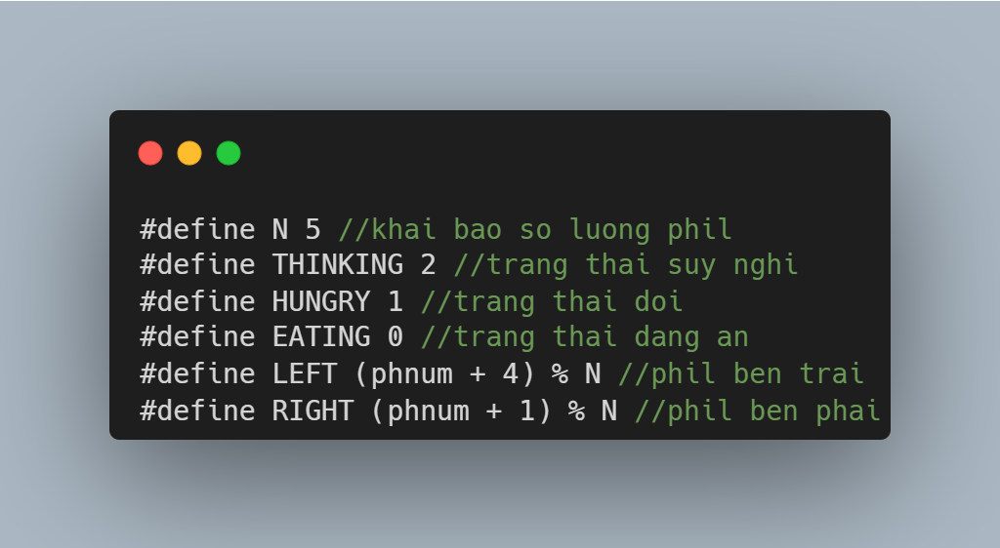 #define N 5 //khai bao so luong phil
#define THINKING 2 //trang thai suy nghi
#define HUNGRY 1 //trang thai doi
#define EATING 0 //trang thai dang an
#define LEFT (phnum + 4) % N //phil ben trai
#define RIGHT (phnum + 1) % N //phil ben phai